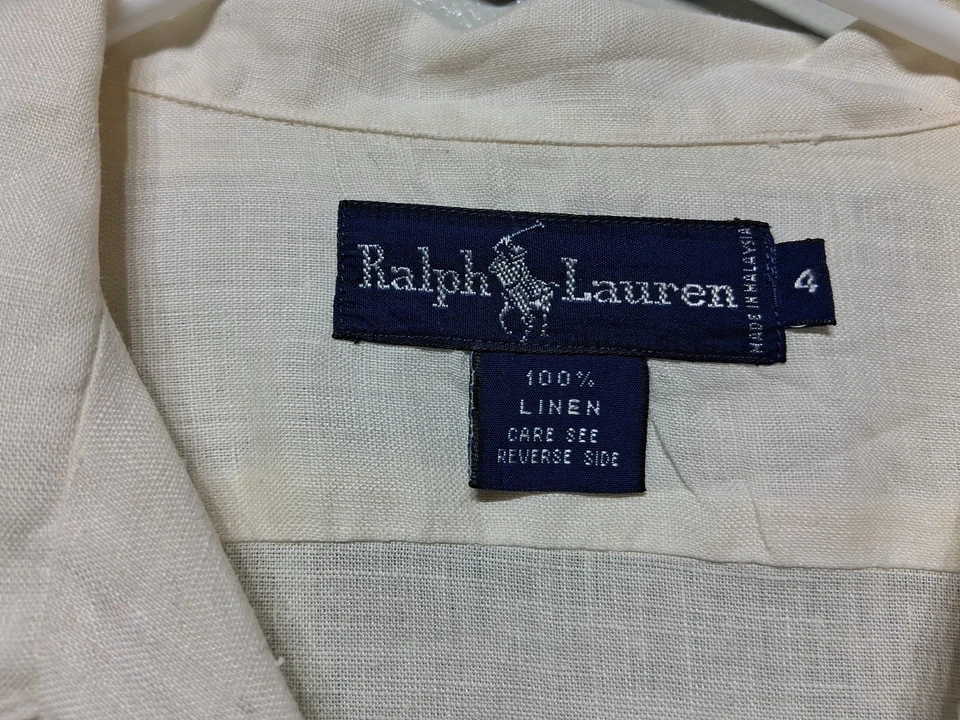 Ralph Lauren
MADE IN MALAYSIA
4
100%
LINEN
CARE SEE
REVERSE SIDE